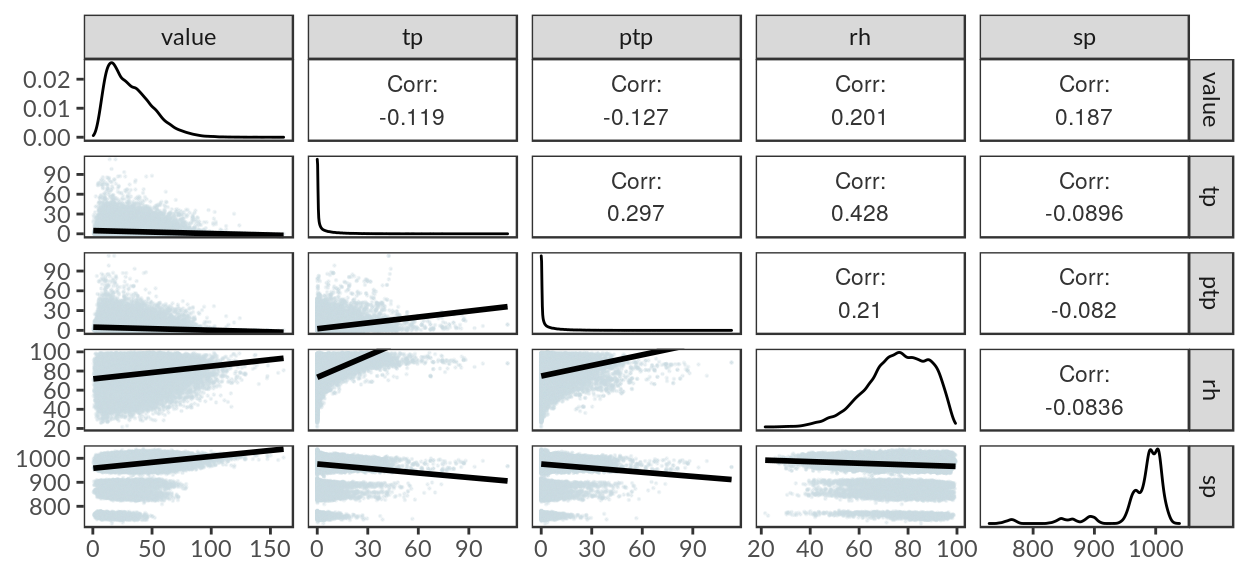 value tp ptp rh sp
0.02 Corr: Corr: Corr: Corr: value
0.01 -0.119 -0.127 0.201 0.187
0.00
90 Corr: Corr: Corr: tp
60 0.297 0.428 -0.0896
30
0
90 Corr: Corr: ptp
60 0.21 -0.082
30
0
100 Corr: rh
80 -0.0836
60
40
20
1000 sp
900
800
0 50 100 150 0 30 60 90 0 30 60 90 20 40 60 80 100 800 900 1000